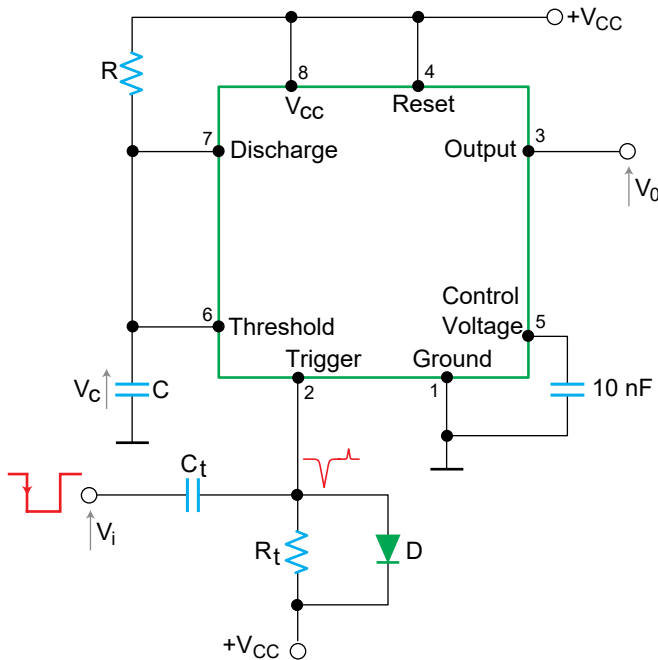 +VCC
R
8
4
VCC
Reset
7
3
Discharge
Output
V0
Control
Voltage
5
6
Threshold
Trigger
Ground
Vc
C
2
1
10 nF
Ct
Vi
Rt
D
+VCC